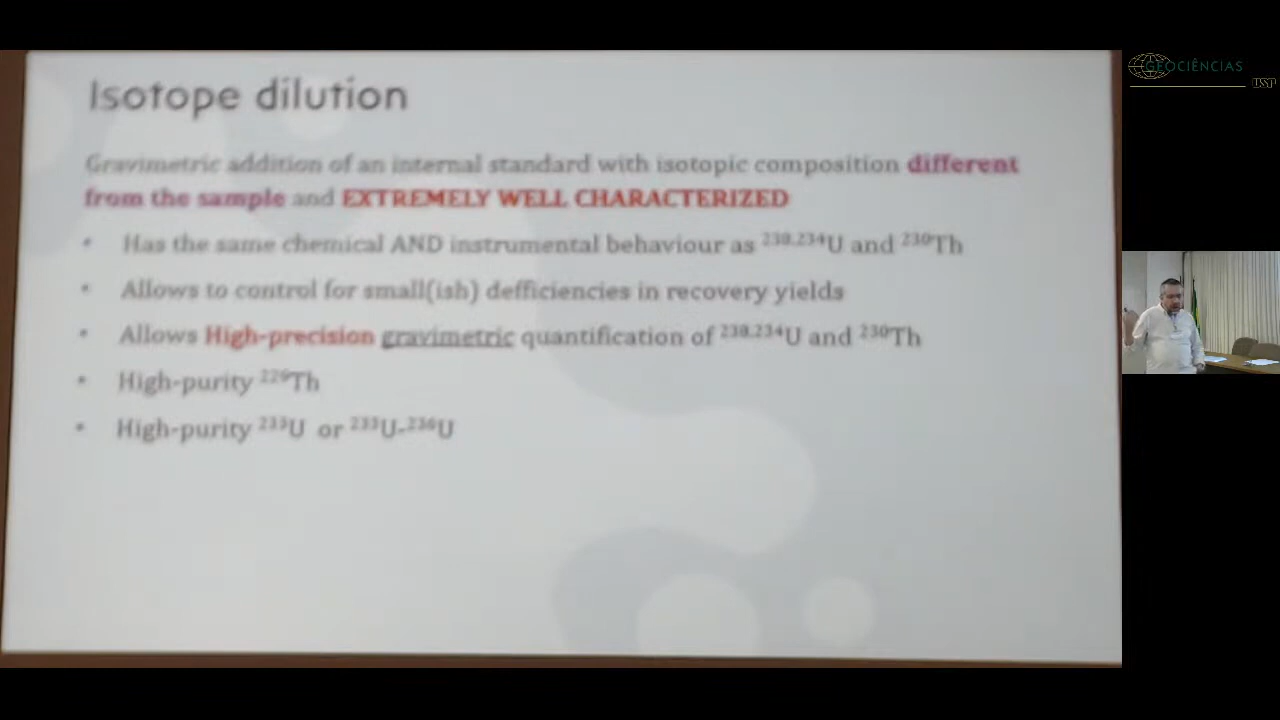 Isotope dilution
Gravimetric addition of an internal standard with isotopic composition different
from the sample and EXTREMELY WELL CHARACTERIZED
• Has the same chemical AND instrumental behaviour as ²³⁸,²³⁴U and ²³⁰Th
• Allows to control for small(ish) defficiencies in recovery yields
• Allows High-precision gravimetric quantification of ²³⁸,²³⁴U and ²³⁰Th
• High-purity ²²⁹Th
• High-purity ²³³U or ²³³U-²³⁶U
GEOCIÊNCIAS
USP